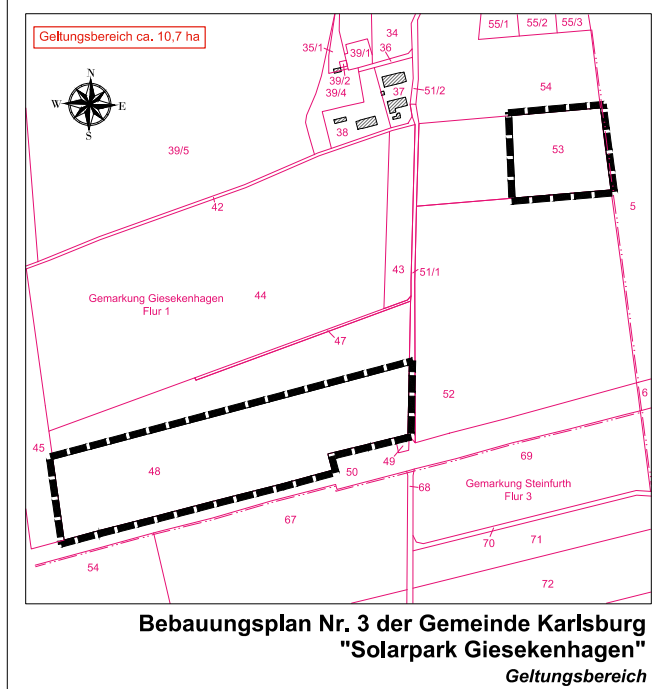 Geltungsbereich ca. 10,7 ha
N
W
E
S
55/1
55/2
55/3
34
35/1
39/1
36
39/2
39/4
37
51/2
54
38
53
39/5
5
42
43
51/1
44
Gemarkung Giesekenhagen
Flur 1
47
52
6
45
48
49
50
69
68
Gemarkung Steinfurth
Flur 3
67
70
71
54
72
Bebauungsplan Nr. 3 der Gemeinde Karlsburg
"Solarpark Giesekenhagen"
Geltungsbereich